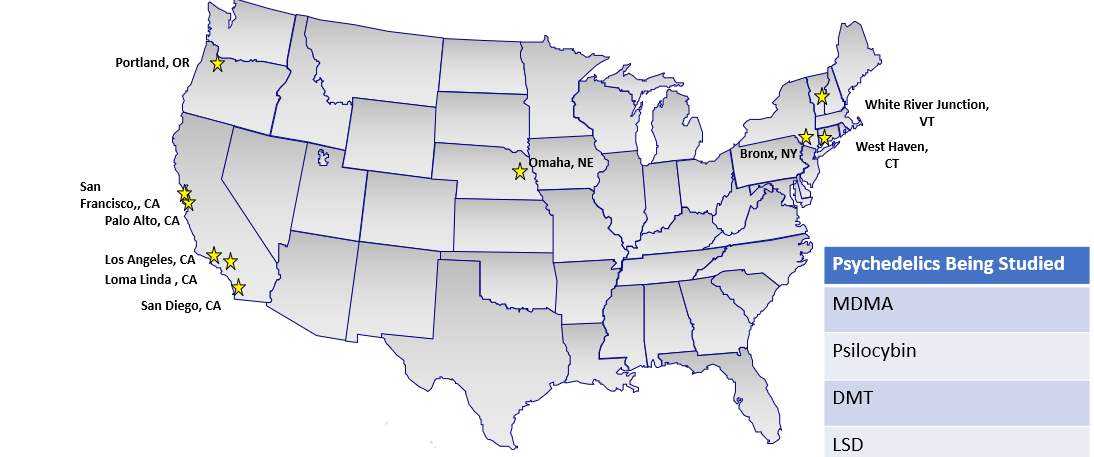 Portland, OR
White River Junction,
VT
West Haven,
CT
Bronx, NY
Omaha, NE
San
Francisco,, CA
Palo Alto, CA
Los Angeles, CA
Loma Linda , CA
San Diego, CA
Psychedelics Being Studied
MDMA
Psilocybin
DMT
LSD